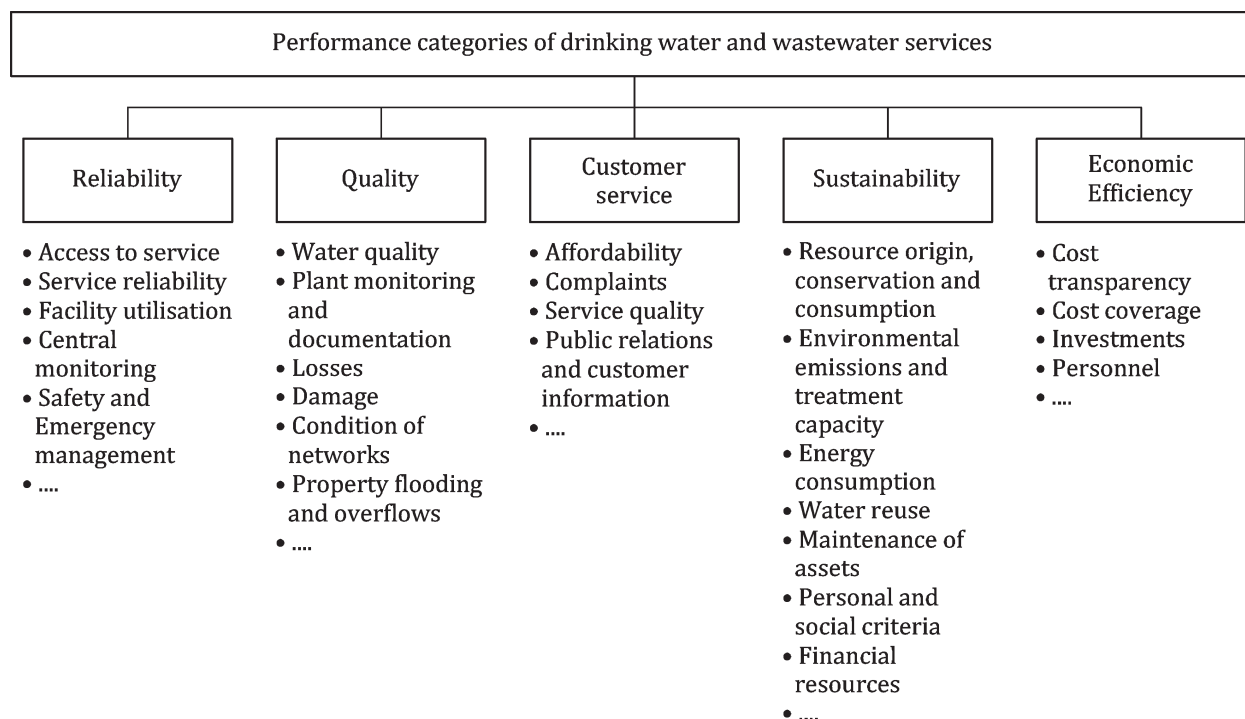 Performance categories of drinking water and wastewater services
Reliability
• Access to service
• Service reliability
• Facility utilisation
• Central
monitoring
• Safety and
Emergency
management
• ....
Quality
• Water quality
• Plant monitoring
and
documentation
• Losses
• Damage
• Condition of
networks
• Property flooding
and overflows
• ....
Customer
service
• Affordability
• Complaints
• Service quality
• Public relations
and customer
information
• ....
Sustainability
• Resource origin,
conservation and
consumption
• Environmental
emissions and
treatment
capacity
• Energy
consumption
• Water reuse
• Maintenance of
assets
• Personal and
social criteria
• Financial
resources
• ....
Economic
Efficiency
• Cost
transparency
• Cost coverage
• Investments
• Personnel
• ....